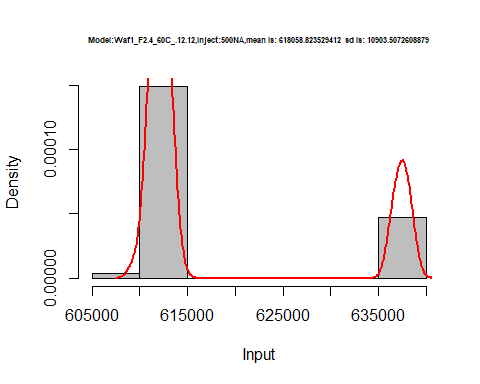 Model:Waf1_F2.4_60C_.12.12,Inject:500NA,mean is: 618058.823529412 sd is: 10903.5072608879
Density
0.00010
0.00000
605000 615000 625000 635000
Input